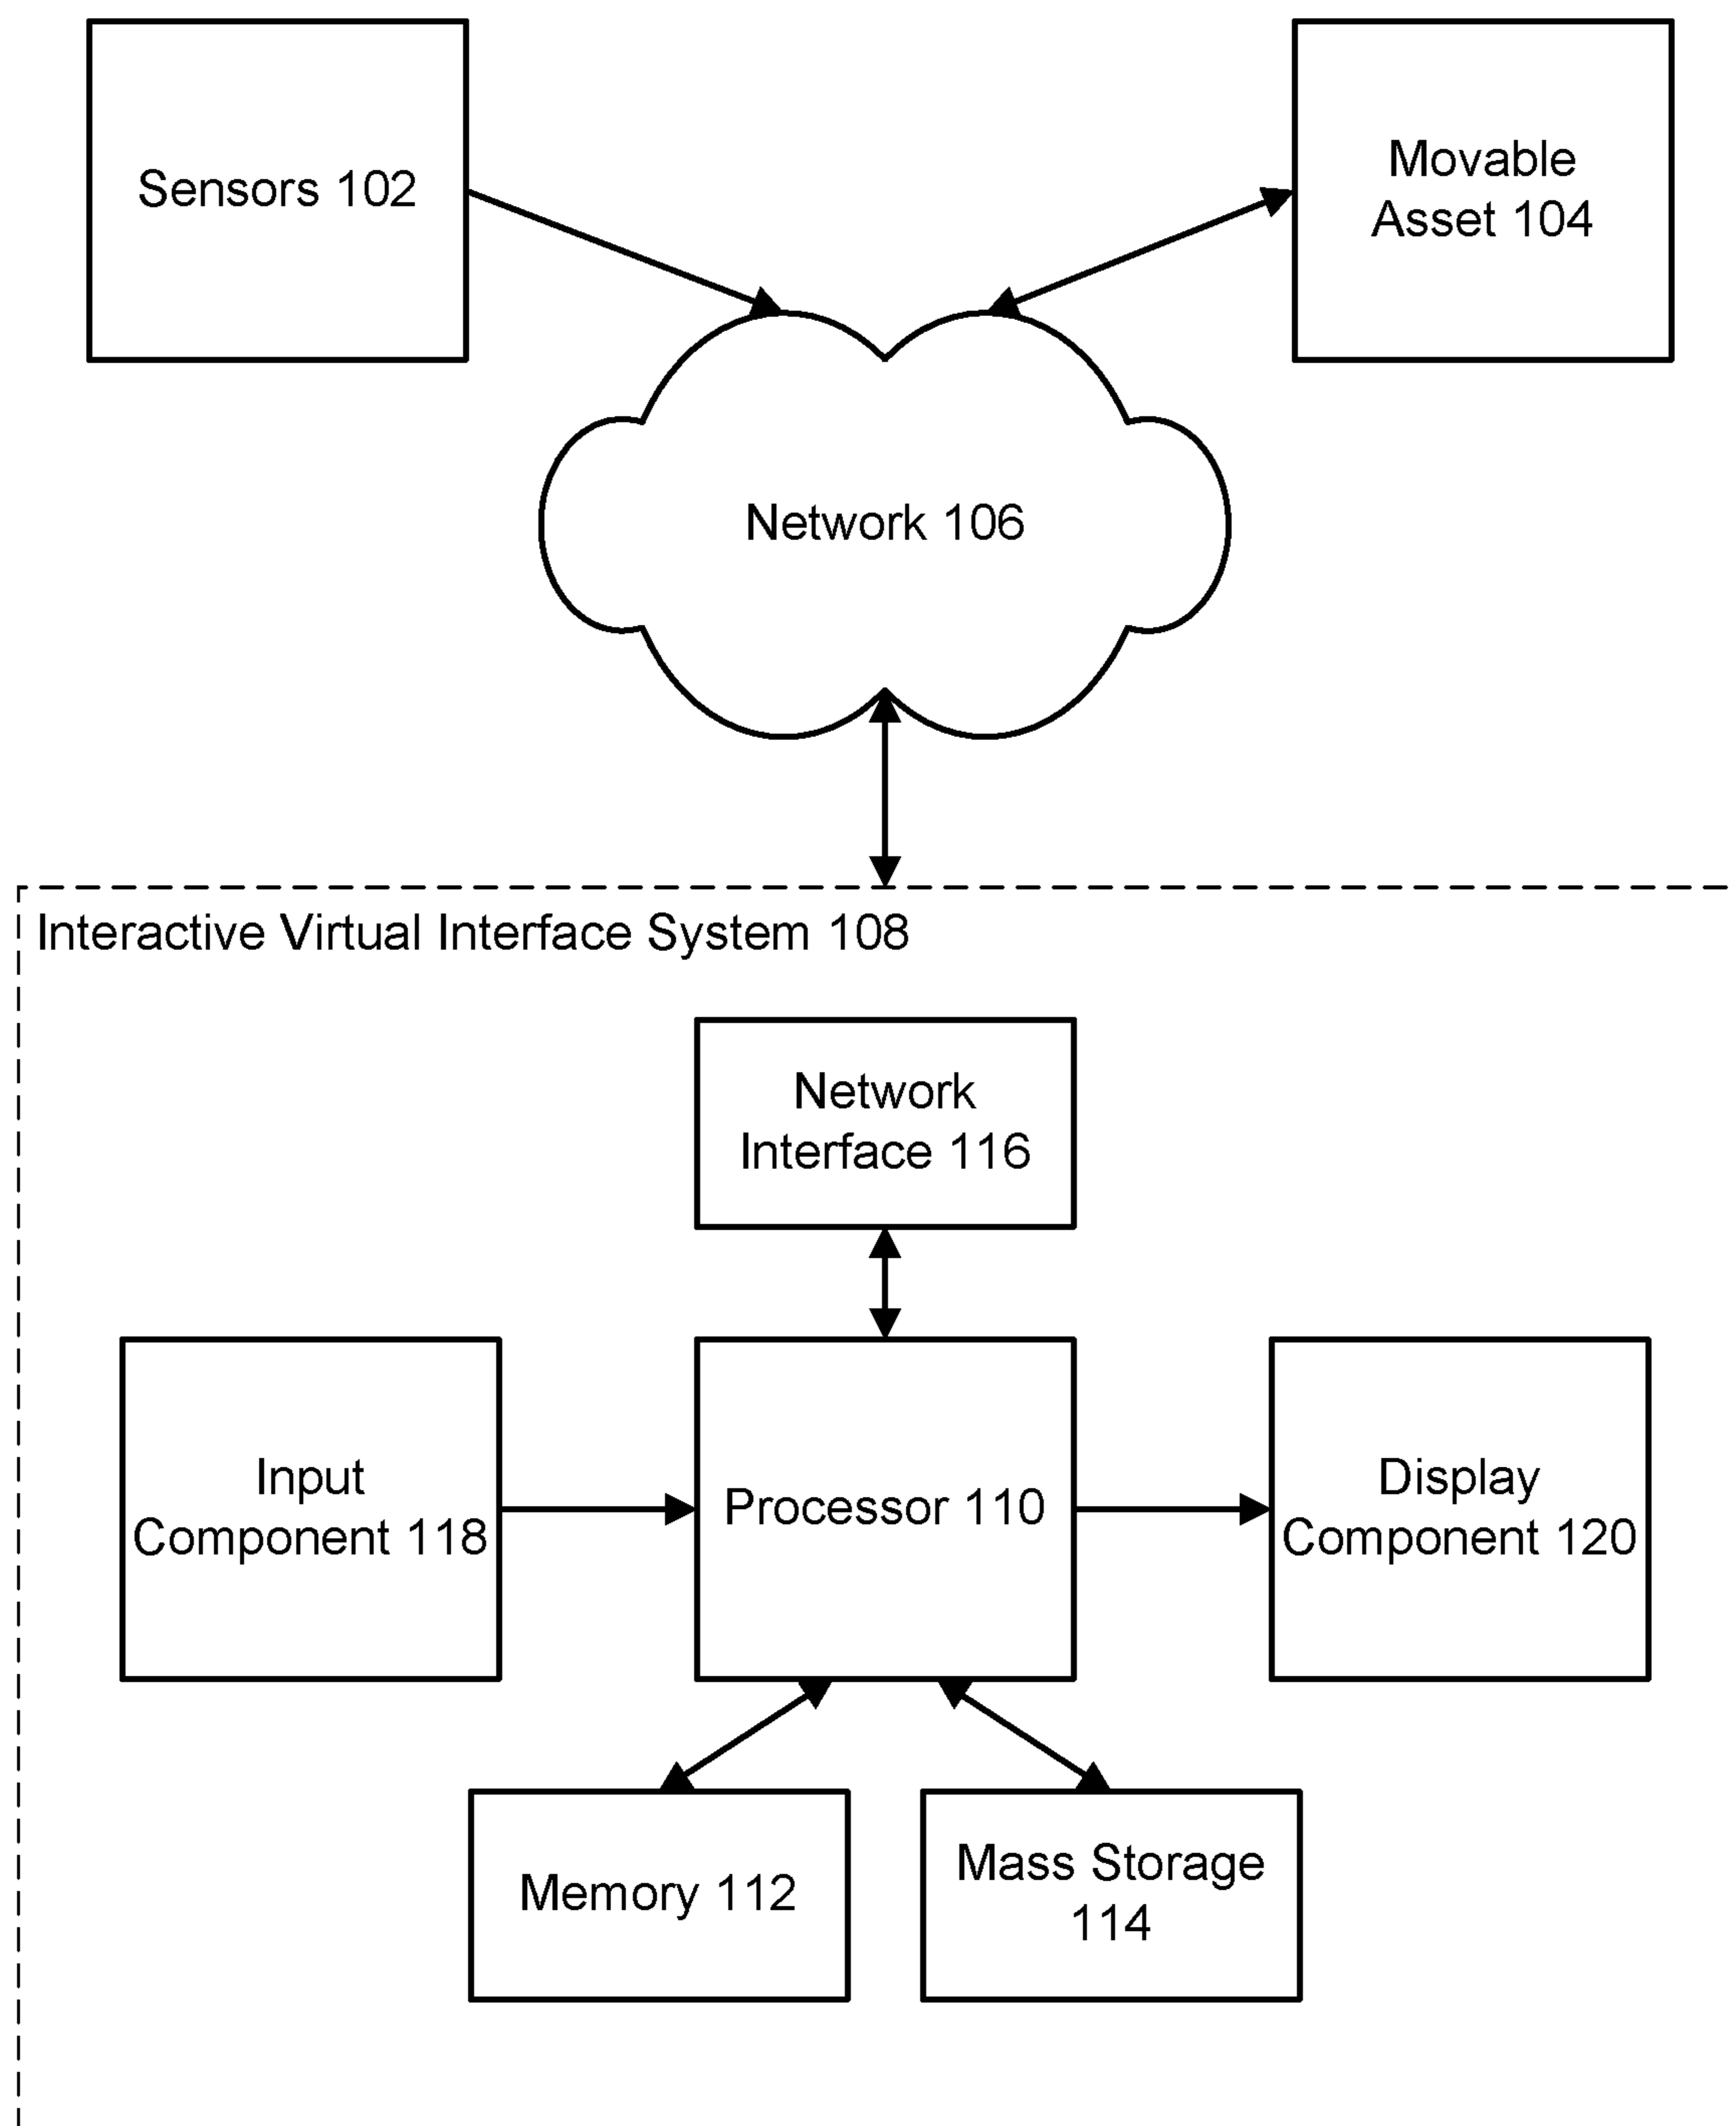 Sensors 102
Movable
Asset 104
Network 106
Interactive Virtual Interface System 108
Network
Interface 116
Input
Component 118
Processor 110
Display
Component 120
Memory 112
Mass Storage
114